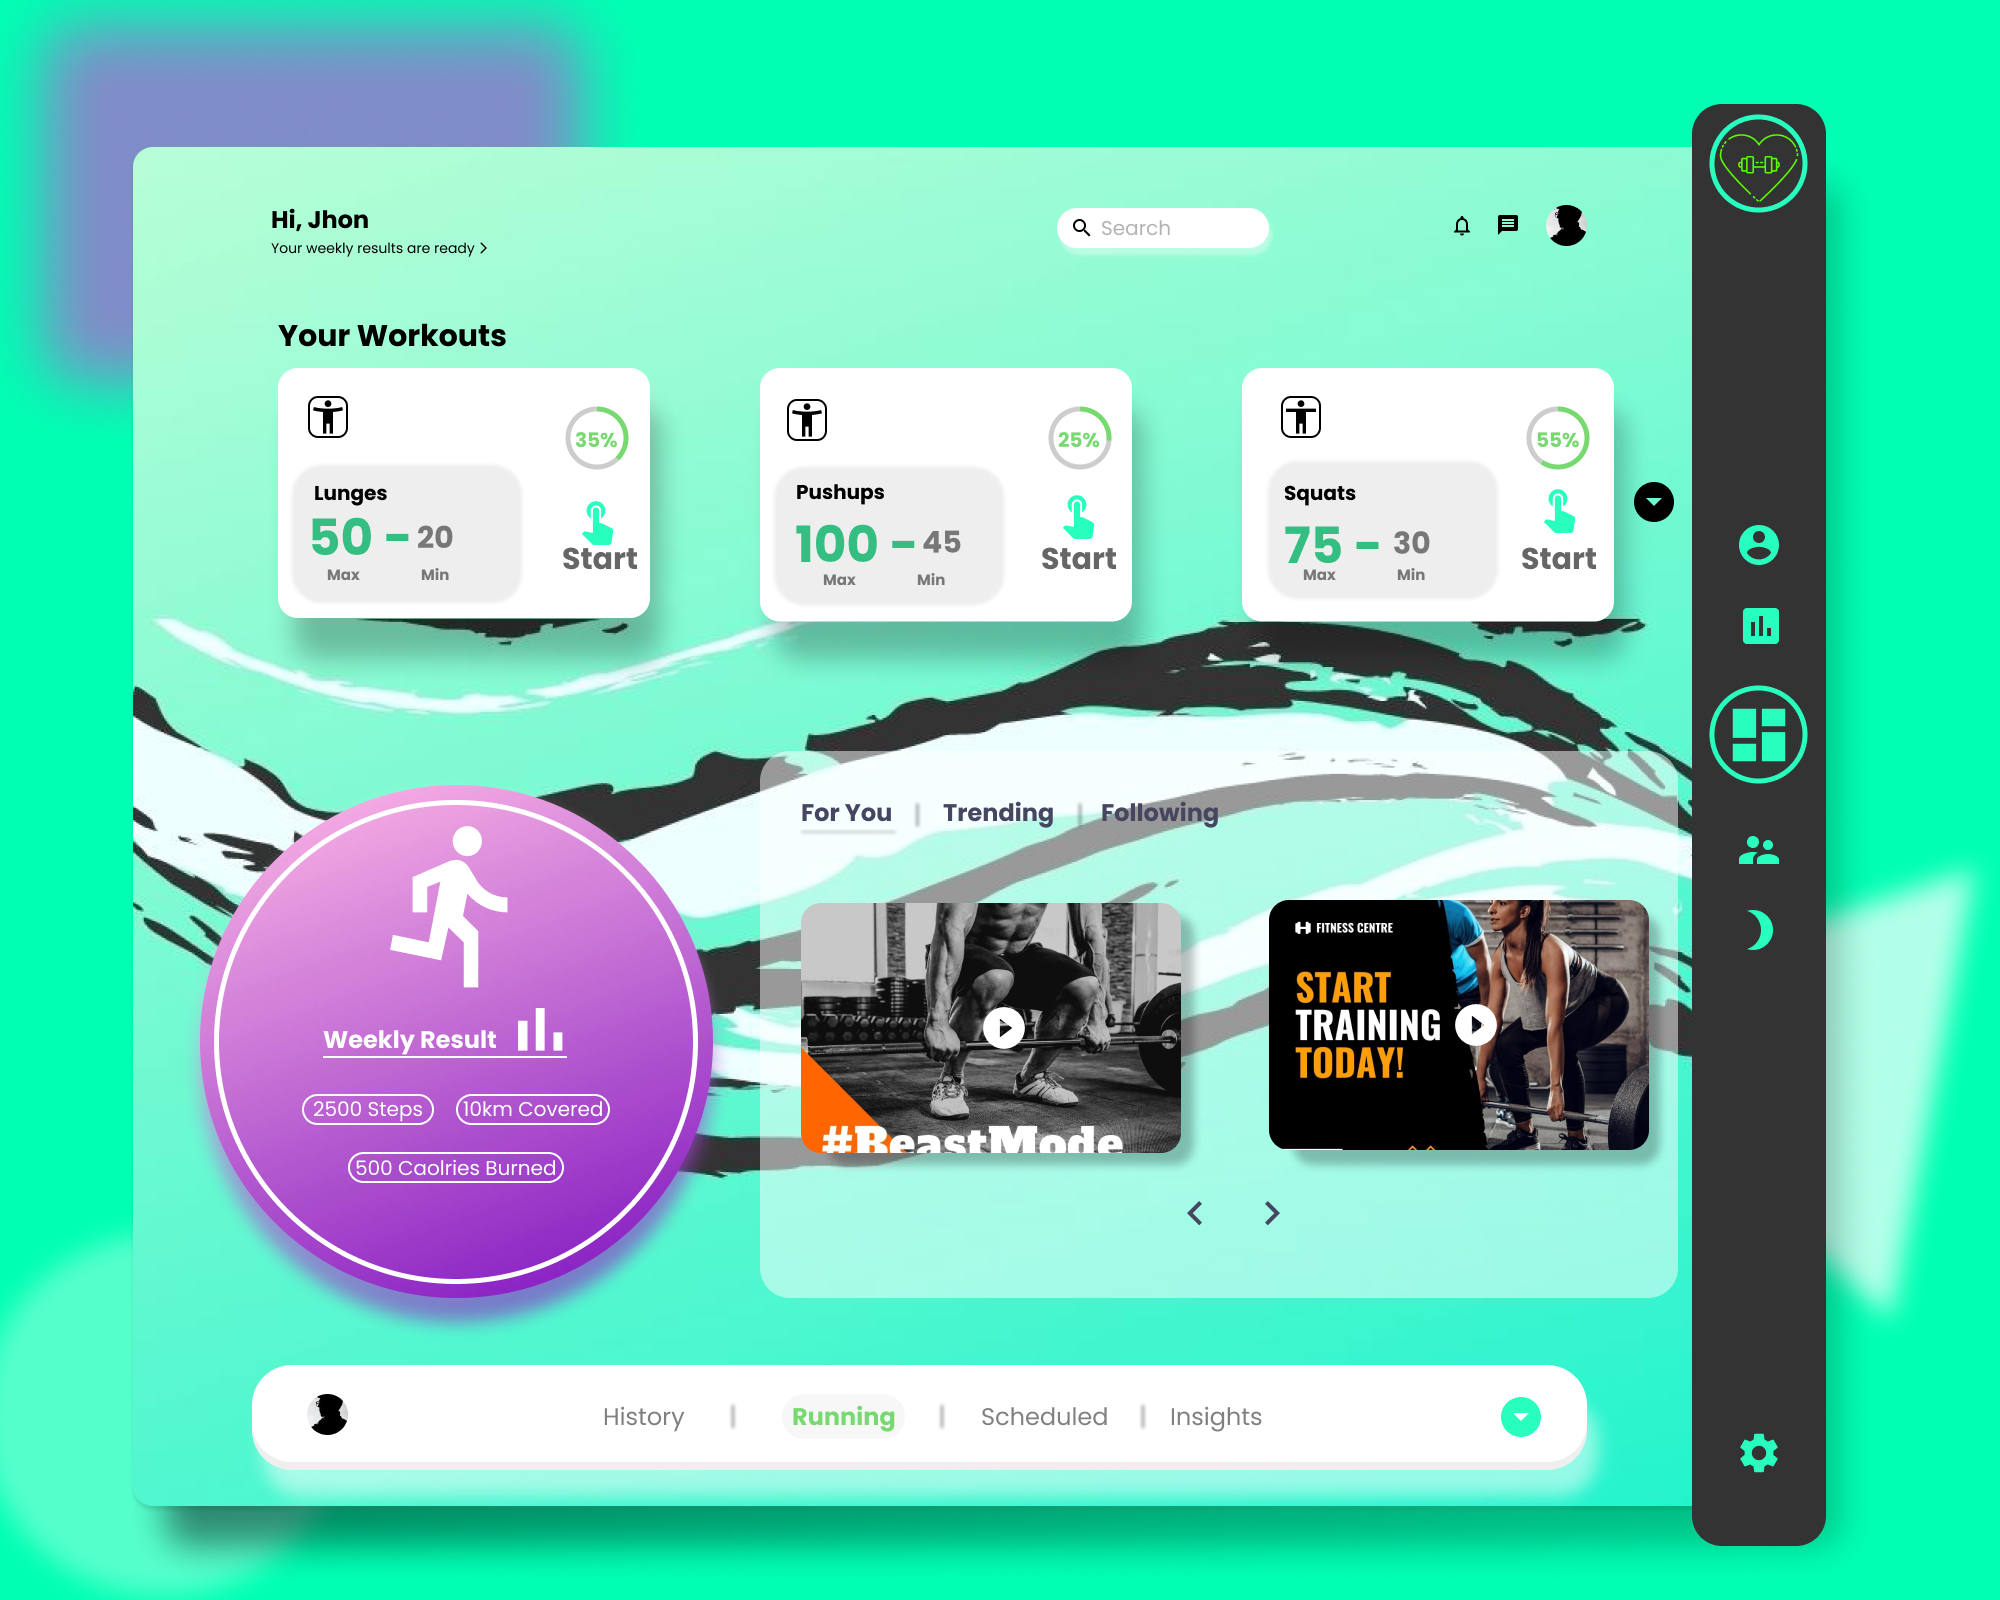 Hi, Jhon
Your weekly results are ready
Search
Your Workouts
35%
Lunges
50 - 20
Max Min
Start
25%
Pushups
100 - 45
Max Min
Start
55%
Squats
75 - 30
Max Min
Start
For You | Trending | Following
#BeastMode
FITNESS CENTRE
START
TRAINING
TODAY!
Weekly Result
2500 Steps
10km Covered
500 Caolries Burned
History | Running | Scheduled | Insights